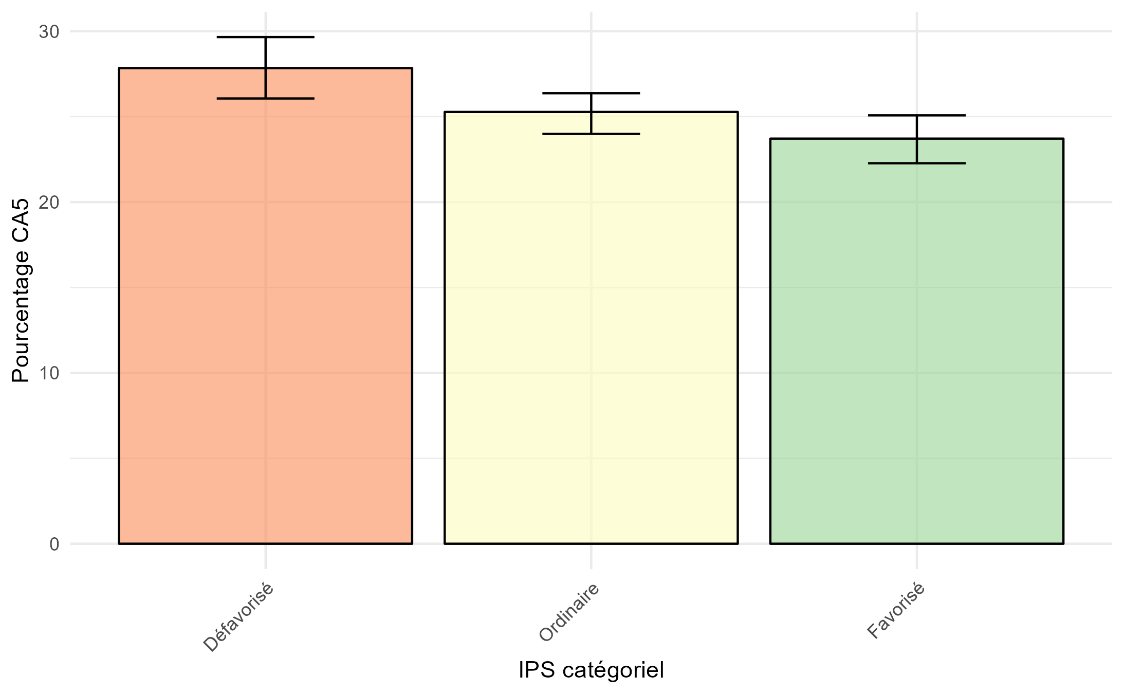 Pourcentage CA5
30
20
10
0
Défavorisé
Ordinaire
Favorisé
IPS catégoriel